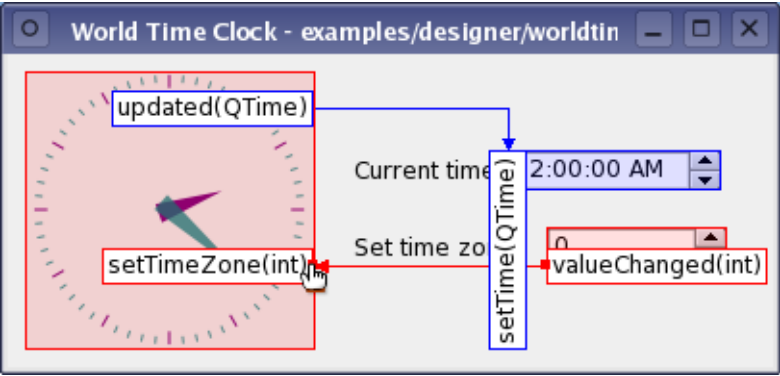 World Time Clock - examples/designer/worldtin
updated(QTime)
Current time
2:00:00 AM
setTime(QTime)
Set time zo
0
setTimeZone(int)
valueChanged(int)